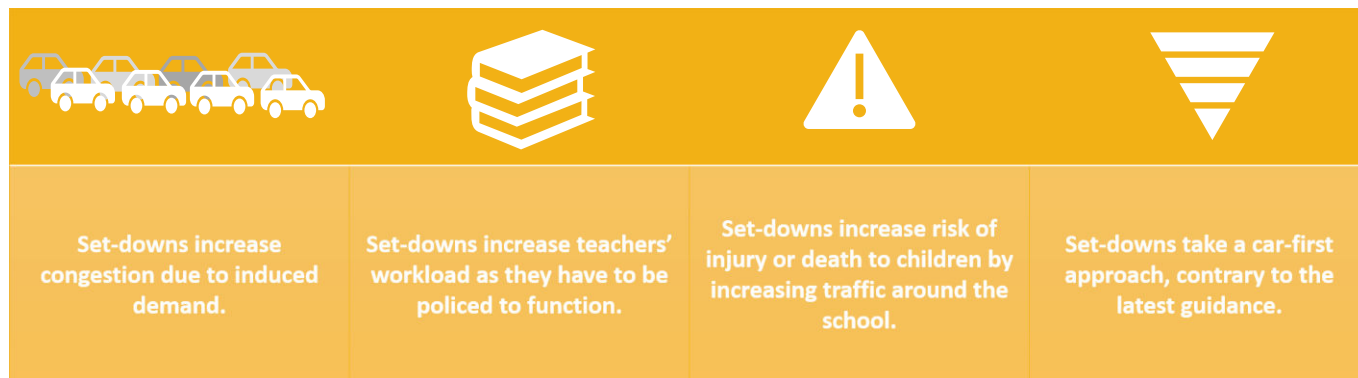 Set-downs increase
congestion due to induced
demand.
Set-downs increase teachers’
workload as they have to be
policed to function.
Set-downs increase risk of
injury or death to children by
increasing traffic around the
school.
Set-downs take a car-first
approach, contrary to the
latest guidance.